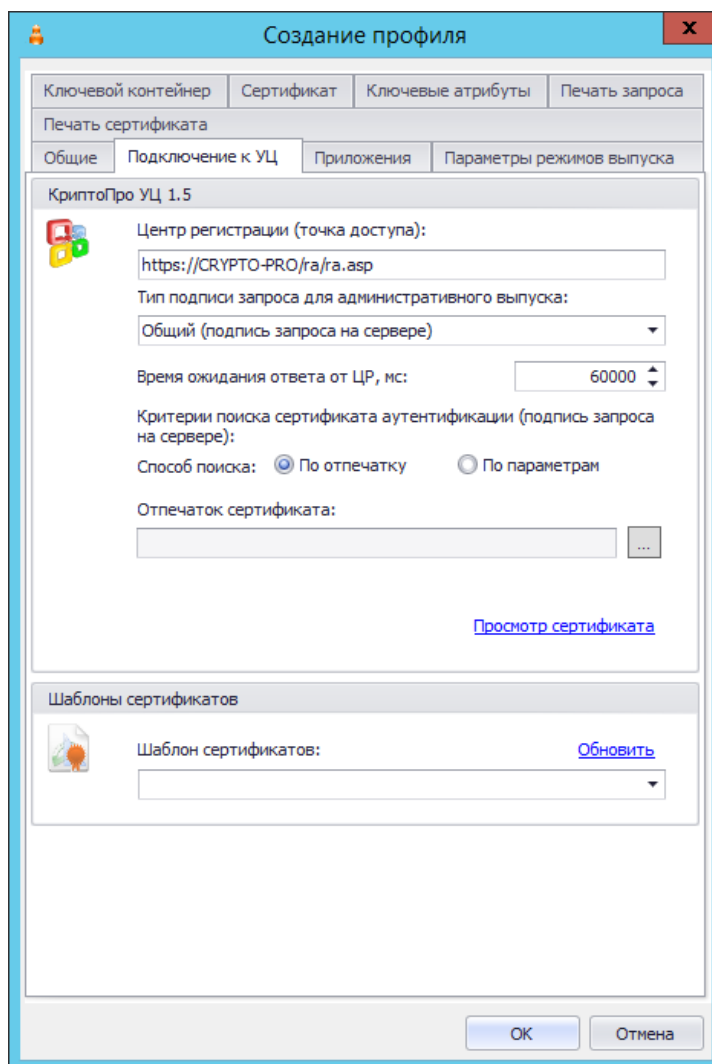 Создание профиля
x
Ключевой контейнер Сертификат Ключевые атрибуты Печать запроса
Печать сертификата
Общие Подключение к УЦ Приложения Параметры режимов выпуска
КриптоПро УЦ 1.5
Центр регистрации (точка доступа):
https://CRYPTO-PRO/ra/ra.asp
Тип подписи запроса для административного выпуска:
Общий (подпись запроса на сервере)
Время ожидания ответа от ЦР, мс: 60000
Критерии поиска сертификата аутентификации (подпись запроса
на сервере):
Способ поиска: По отпечатку По параметрам
Отпечаток сертификата:
...
Просмотр сертификата
Шаблоны сертификатов
Шаблон сертификатов: Обновить
OK Отмена